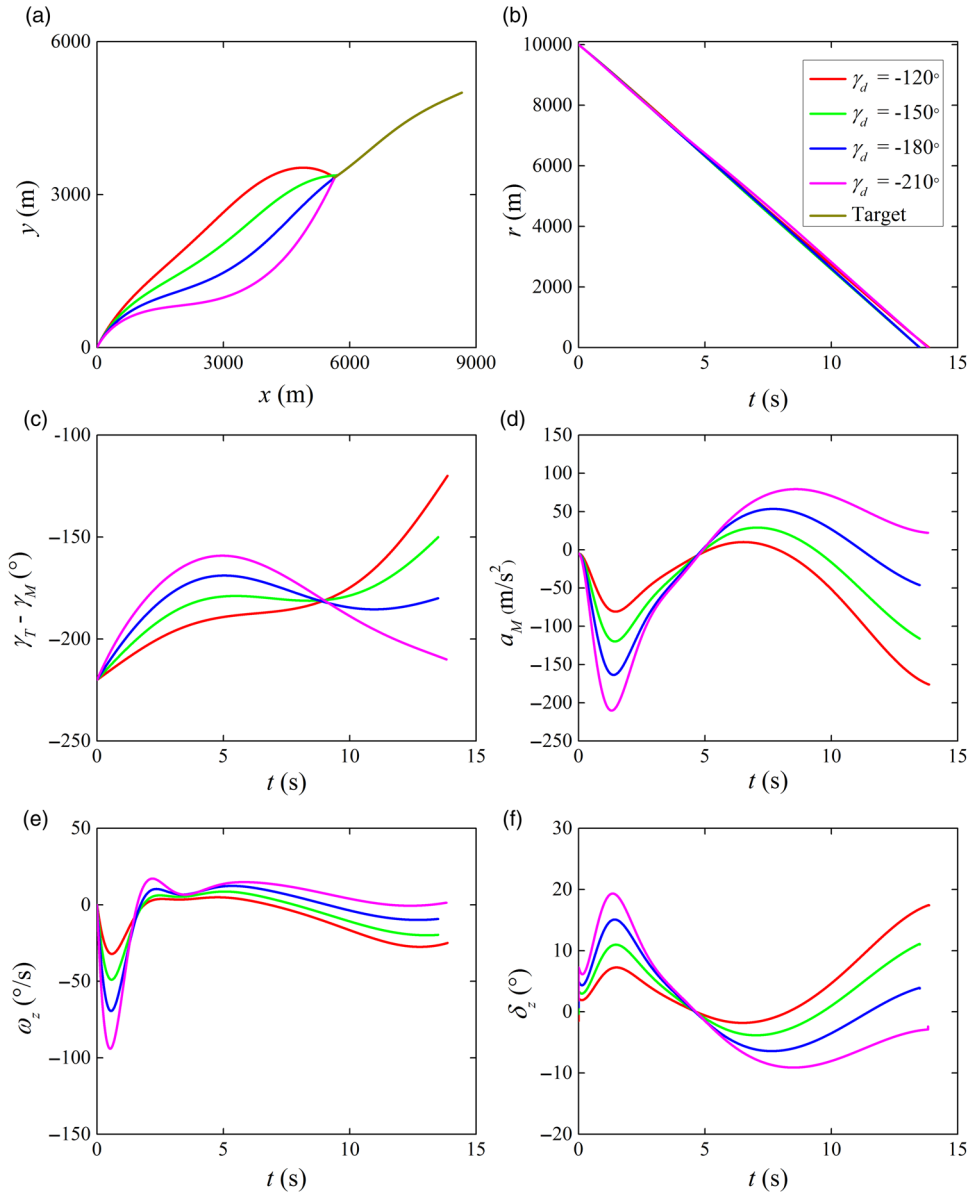 (a)
6000
3000
0
y (m)
0
3000
6000
9000
x (m)
(b)
10000
8000
6000
4000
2000
0
r (m)
γd = -120°
γd = -150°
γd = -180°
γd = -210°
Target
0
5
10
15
t (s)
(c)
-100
−150
−200
−250
γT - γM (°)
0
5
10
15
t (s)
(d)
150
100
50
0
−50
−100
−150
−200
−250
aM (m/s²)
0
5
10
15
t (s)
(e)
50
0
−50
−100
−150
ωz (°/s)
0
5
10
15
t (s)
(f)
30
20
10
0
−10
−20
δz (°)
0
5
10
15
t (s)